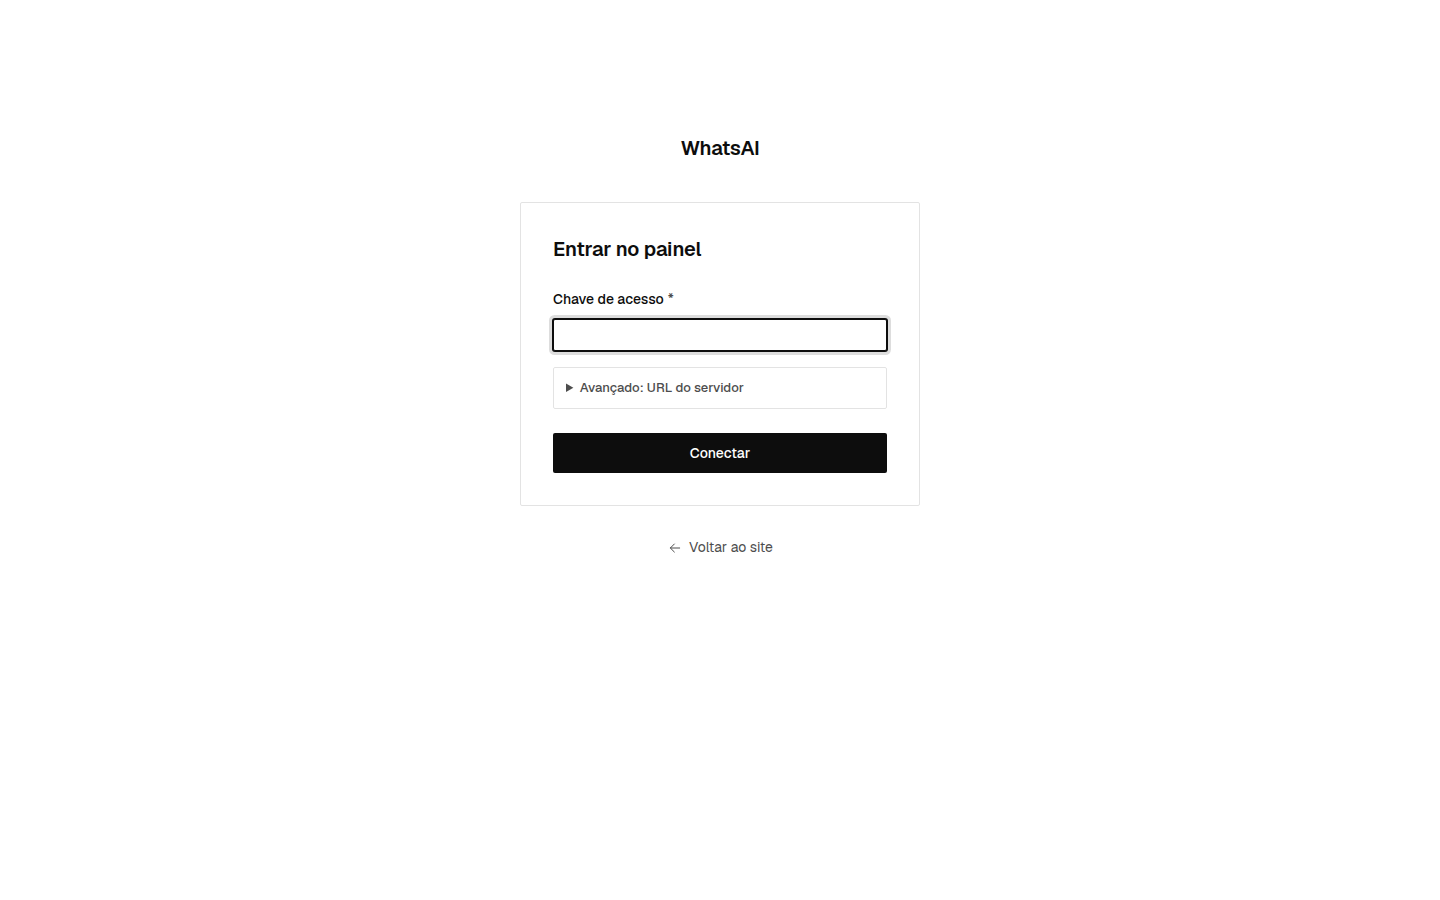 WhatsAI
Entrar no painel
Chave de acesso *
Avançado: URL do servidor
Conectar
Voltar ao site